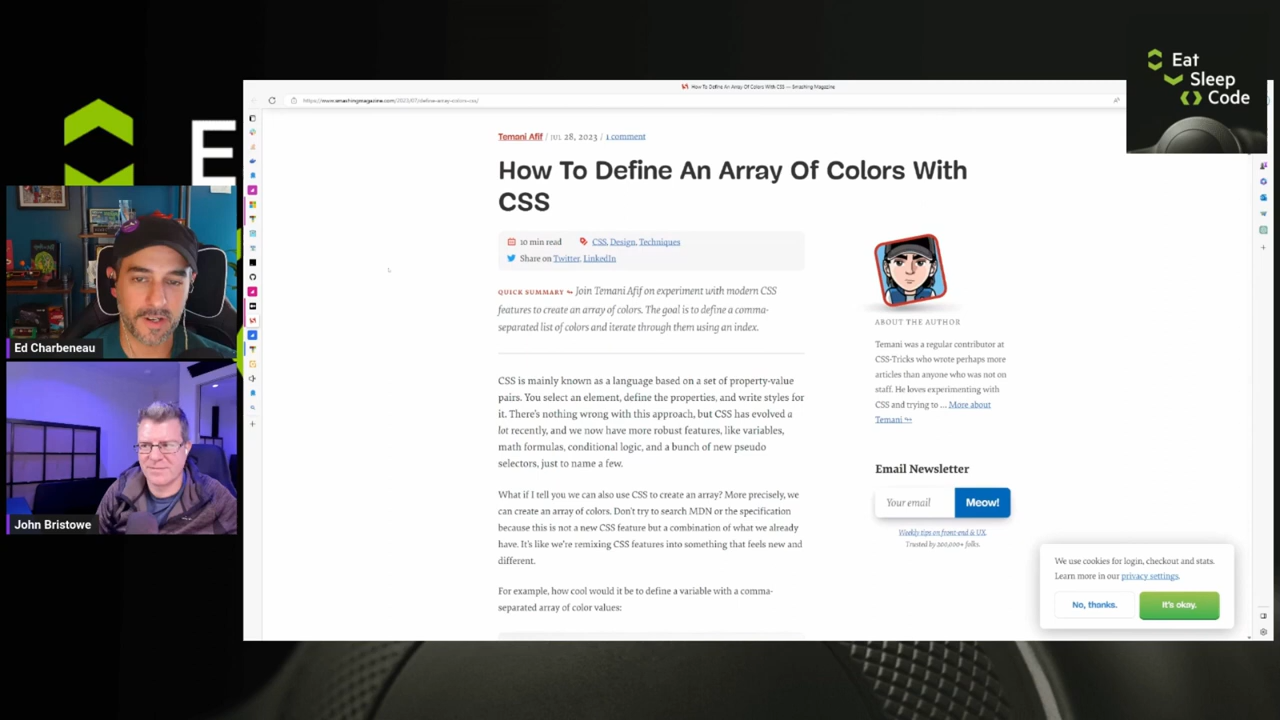 Eat
Sleep
Code
E
How To Define An Array Of Colors With CSS — Smashing Magazine
https://www.smashingmagazine.com/2023/07/define-array-colors-css/
Temani Afif / JUL 28, 2023 / 1 comment
How To Define An Array Of Colors With
CSS
10 min read CSS, Design, Techniques
Share on Twitter, LinkedIn
QUICK SUMMARY ↬ Join Temani Afif on experiment with modern CSS
features to create an array of colors. The goal is to define a comma-
separated list of colors and iterate through them using an index.
CSS is mainly known as a language based on a set of property-value
pairs. You select an element, define the properties, and write styles for
it. There's nothing wrong with this approach, but CSS has evolved a
lot recently, and we now have more robust features, like variables,
math formulas, conditional logic, and a bunch of new pseudo
selectors, just to name a few.
What if I tell you we can also use CSS to create an array? More precisely, we
can create an array of colors. Don't try to search MDN or the specification
because this is not a new CSS feature but a combination of what we already
have. It's like we're remixing CSS features into something that feels new and
different.
For example, how cool would it be to define a variable with a comma-
separated array of color values:
ABOUT THE AUTHOR
Temani was a regular contributor at
CSS-Tricks who wrote perhaps more
articles than anyone who was not on
staff. He loves experimenting with
CSS and trying to … More about
Temani ↬
Email Newsletter
Your email Meow!
Weekly tips on front-end & UX.
Trusted by 200,000+ folks.
We use cookies for login, checkout and stats.
Learn more in our privacy settings.
No, thanks. It's okay.
Ed Charbeneau
John Bristowe